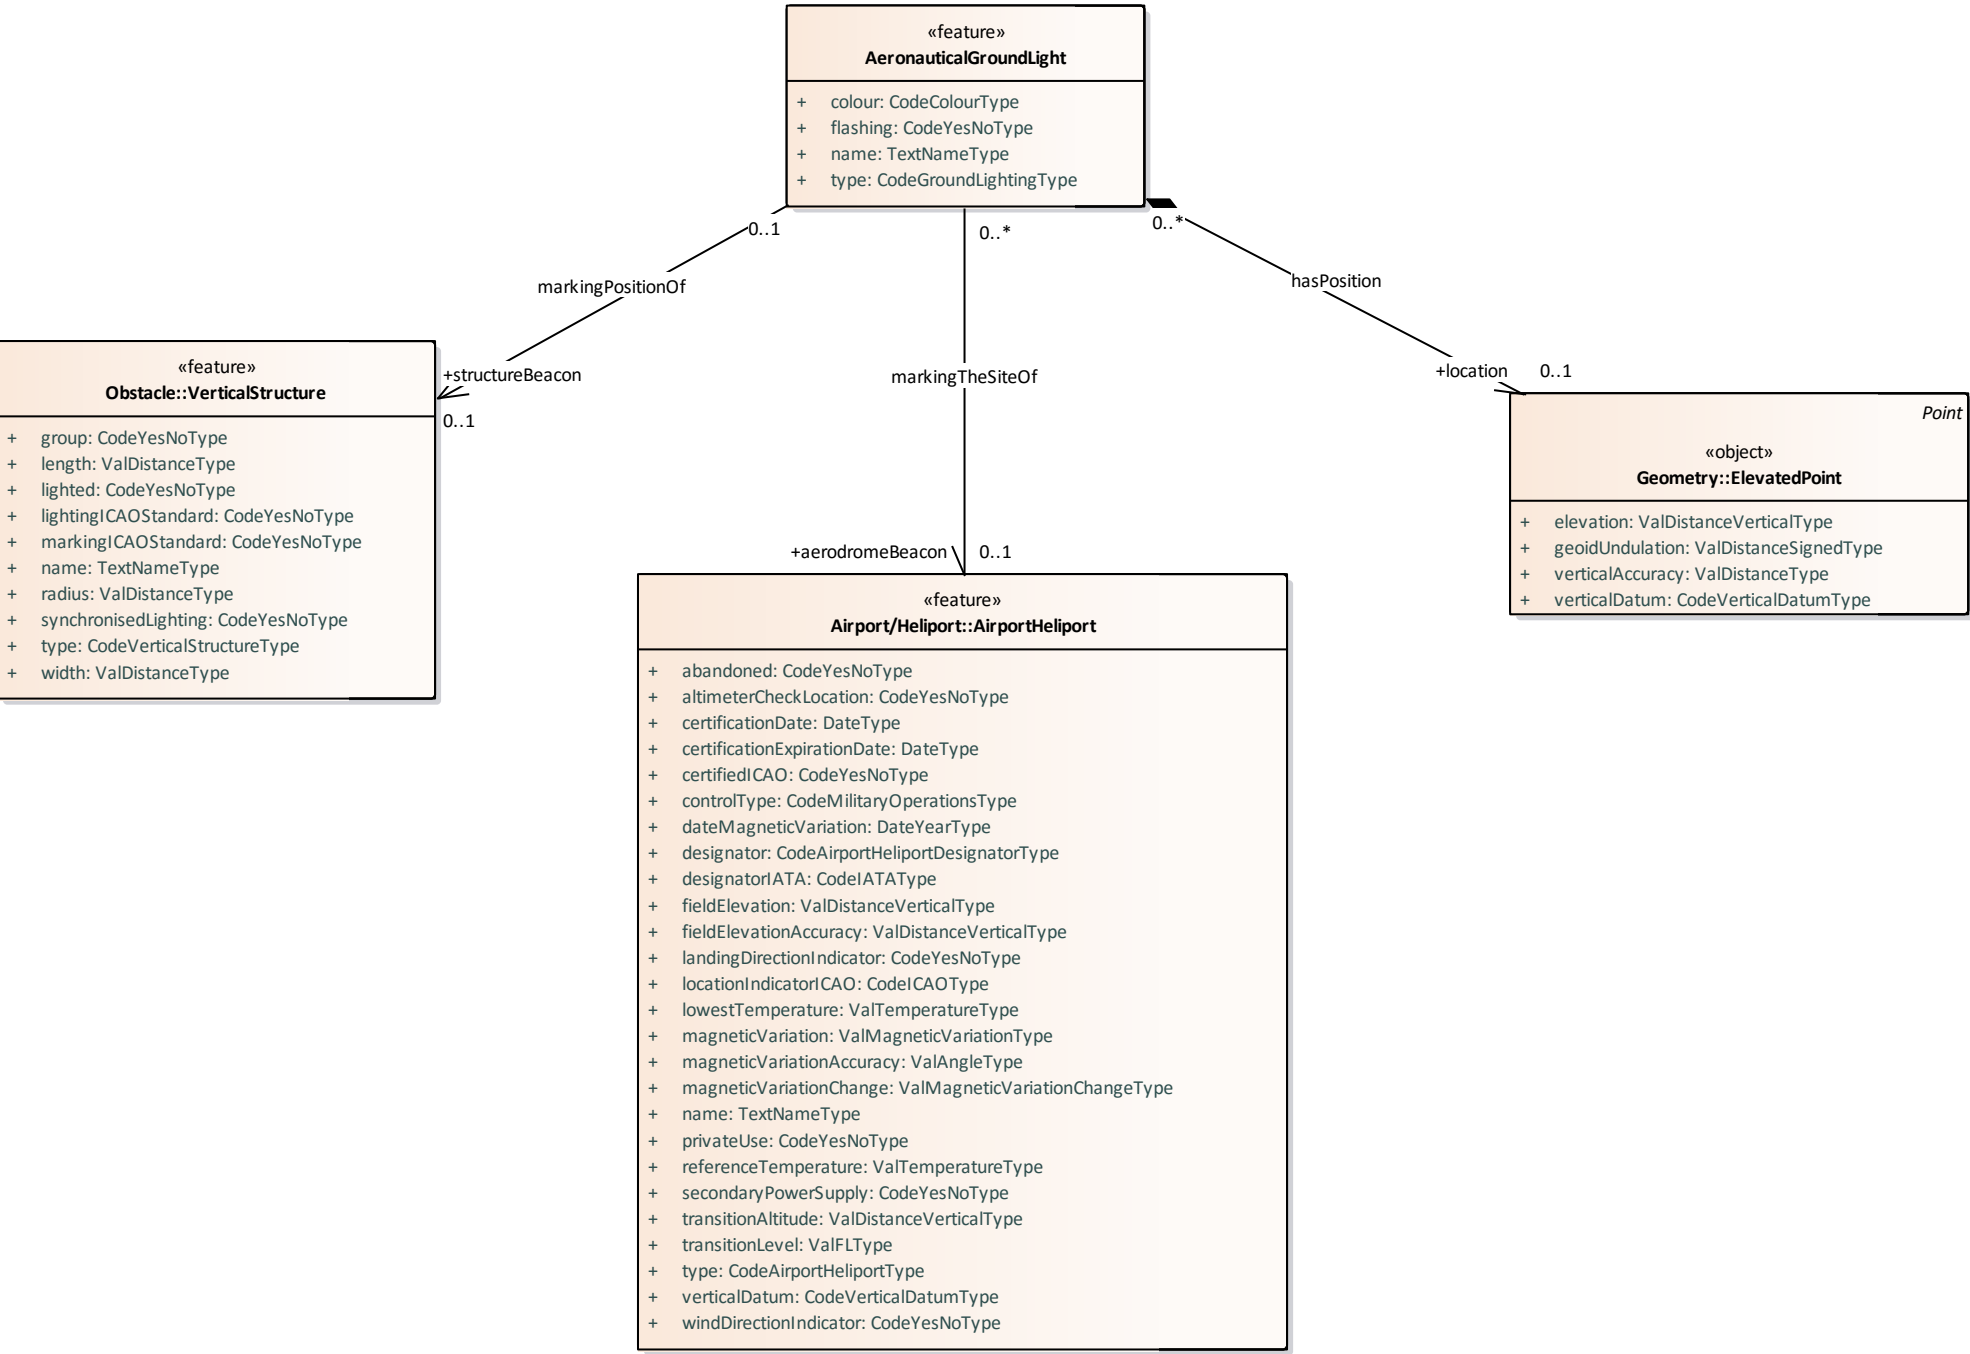 «feature»
AeronauticalGroundLight
+ colour: CodeColourType
+ flashing: CodeYesNoType
+ name: TextNameType
+ type: CodeGroundLightingType
0..1
0..*
0..*
markingPositionOf
hasPosition
markingTheSiteOf
+structureBeacon
0..1
+location
0..1
+aerodromeBeacon
0..1
«feature»
Obstacle::VerticalStructure
+ group: CodeYesNoType
+ length: ValDistanceType
+ lighted: CodeYesNoType
+ lightingICAOStandard: CodeYesNoType
+ markingICAOStandard: CodeYesNoType
+ name: TextNameType
+ radius: ValDistanceType
+ synchronisedLighting: CodeYesNoType
+ type: CodeVerticalStructureType
+ width: ValDistanceType
Point
«object»
Geometry::ElevatedPoint
+ elevation: ValDistanceVerticalType
+ geoidUndulation: ValDistanceSignedType
+ verticalAccuracy: ValDistanceType
+ verticalDatum: CodeVerticalDatumType
«feature»
Airport/Heliport::AirportHeliport
+ abandoned: CodeYesNoType
+ altimeterCheckLocation: CodeYesNoType
+ certificationDate: DateType
+ certificationExpirationDate: DateType
+ certifiedICAO: CodeYesNoType
+ controlType: CodeMilitaryOperationsType
+ dateMagneticVariation: DateYearType
+ designator: CodeAirportHeliportDesignatorType
+ designatorIATA: CodeIATAType
+ fieldElevation: ValDistanceVerticalType
+ fieldElevationAccuracy: ValDistanceVerticalType
+ landingDirectionIndicator: CodeYesNoType
+ locationIndicatorICAO: CodeICAOType
+ lowestTemperature: ValTemperatureType
+ magneticVariation: ValMagneticVariationType
+ magneticVariationAccuracy: ValAngleType
+ magneticVariationChange: ValMagneticVariationChangeType
+ name: TextNameType
+ privateUse: CodeYesNoType
+ referenceTemperature: ValTemperatureType
+ secondaryPowerSupply: CodeYesNoType
+ transitionAltitude: ValDistanceVerticalType
+ transitionLevel: ValFLType
+ type: CodeAirportHeliportType
+ verticalDatum: CodeVerticalDatumType
+ windDirectionIndicator: CodeYesNoType